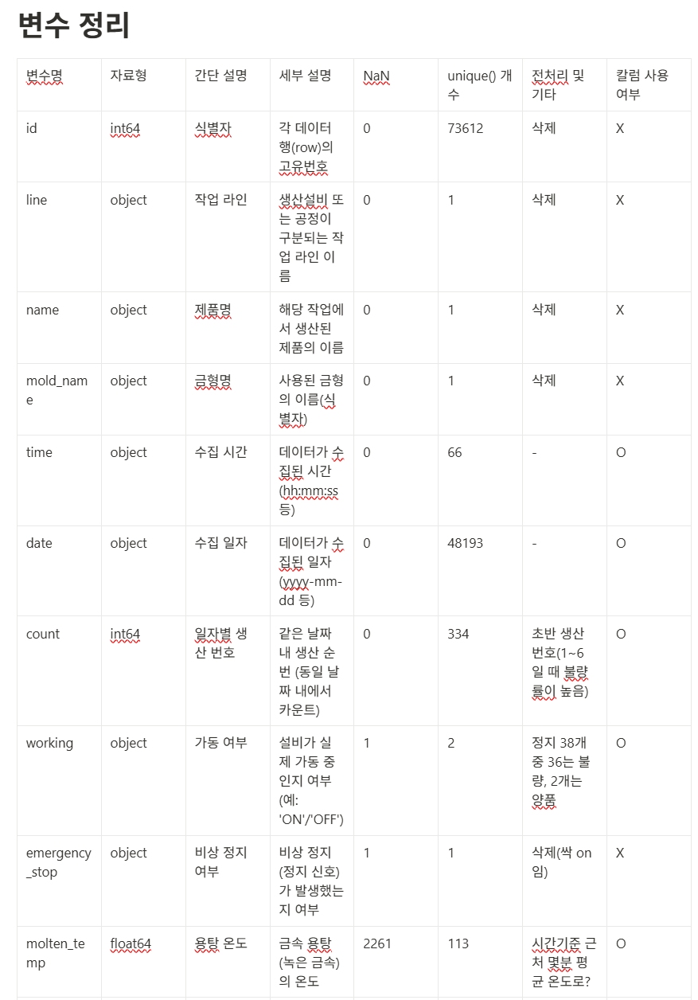 변수 정리
변수명 자료형 간단 설명 세부 설명 NaN unique() 개 전처리 및 칼럼 사용
수 기타 여부
id int64 식별자 각 데이터 0 73612 삭제 X
행(row)의
고유번호
line object 작업 라인 생산설비 또 0 1 삭제 X
는 공정이
구분되는 작
업 라인 이
름
name object 제품명 해당 작업에 0 1 삭제 X
서 생산된
제품의 이름
mold_nam object 금형명 사용된 금형 0 1 삭제 X
e 의 이름(식
별자)
time object 수집 시간 데이터가 수 0 66 - O
집된 시간
(hh:mm:ss
등)
date object 수집 일자 데이터가 수 0 48193 - O
집된 일자
(yyyy-mm-
dd 등)
count int64 일자별 생 같은 날짜 0 334 초반 생산 O
산 번호 내 생산 순 번호(1~6
번 (동일 날 일 때 불량
짜 내에서 률이 높음)
카운트)
working object 가동 여부 설비가 실 1 2 정지 38개 O
제 가동 중 중 36는 불
인지 여부 량, 2개는
(예: 양품
'ON'/'OFF')
emergency object 비상 정지 비상 정지 1 1 삭제(싹 on X
_stop 여부 (정지 신호) 임)
가 발생했는
지 여부
molten_te float64 용탕 온도 금속 용탕 2261 113 시간기준 근 O
mp (녹은 금속) 처 몇분 평
의 온도 균 온도로?